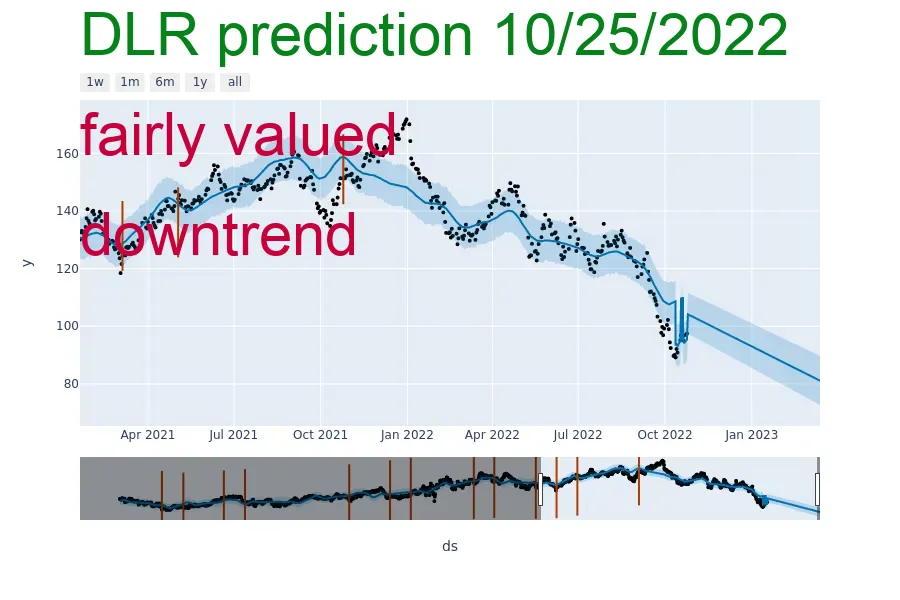 DLR prediction 10/25/2022
1w 1m 6m 1y all
fairly valued
160
140
downtrend
120
y
100
80
Apr 2021 Jul 2021 Oct 2021 Jan 2022 Apr 2022 Jul 2022 Oct 2022 Jan 2023
ds